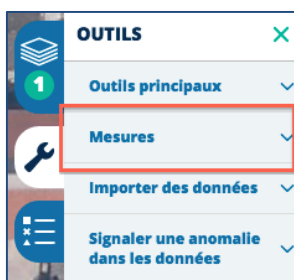 OUTILS
1
Outils principaux
Mesures
Importer des données
Signaler une anomalie
dans les données